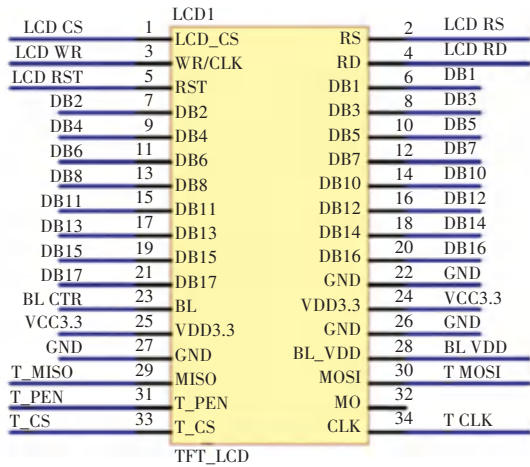 LCD1
LCD CS 1 LCD_CS RS 2 LCD RS
LCD WR 3 WR/CLK RD 4 LCD RD
LCD RST 5 RST DB1 6 DB1
DB2 7 DB2 DB3 8 DB3
DB4 9 DB4 DB5 10 DB5
DB6 11 DB6 DB7 12 DB7
DB8 13 DB8 DB10 14 DB10
DB11 15 DB11 DB12 16 DB12
DB13 17 DB13 DB14 18 DB14
DB15 19 DB15 DB16 20 DB16
DB17 21 DB17 GND 22 GND
BL CTR 23 BL VDD3.3 24 VCC3.3
VCC3.3 25 VDD3.3 GND 26 GND
GND 27 GND BL_VDD 28 BL VDD
T_MISO 29 MISO MOSI 30 T MOSI
T_PEN 31 T_PEN MO 32
T_CS 33 T_CS CLK 34 T CLK
TFT_LCD